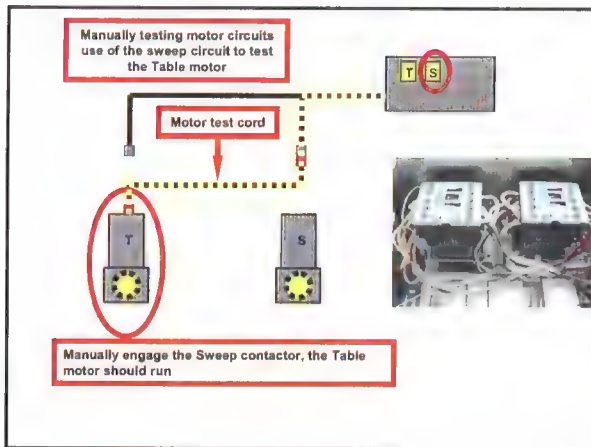 Manually testing motor circuits
use of the sweep circuit to test
the Table motor
T S
Motor test cord
T
S
Manually engage the Sweep contactor, the Table
motor should run